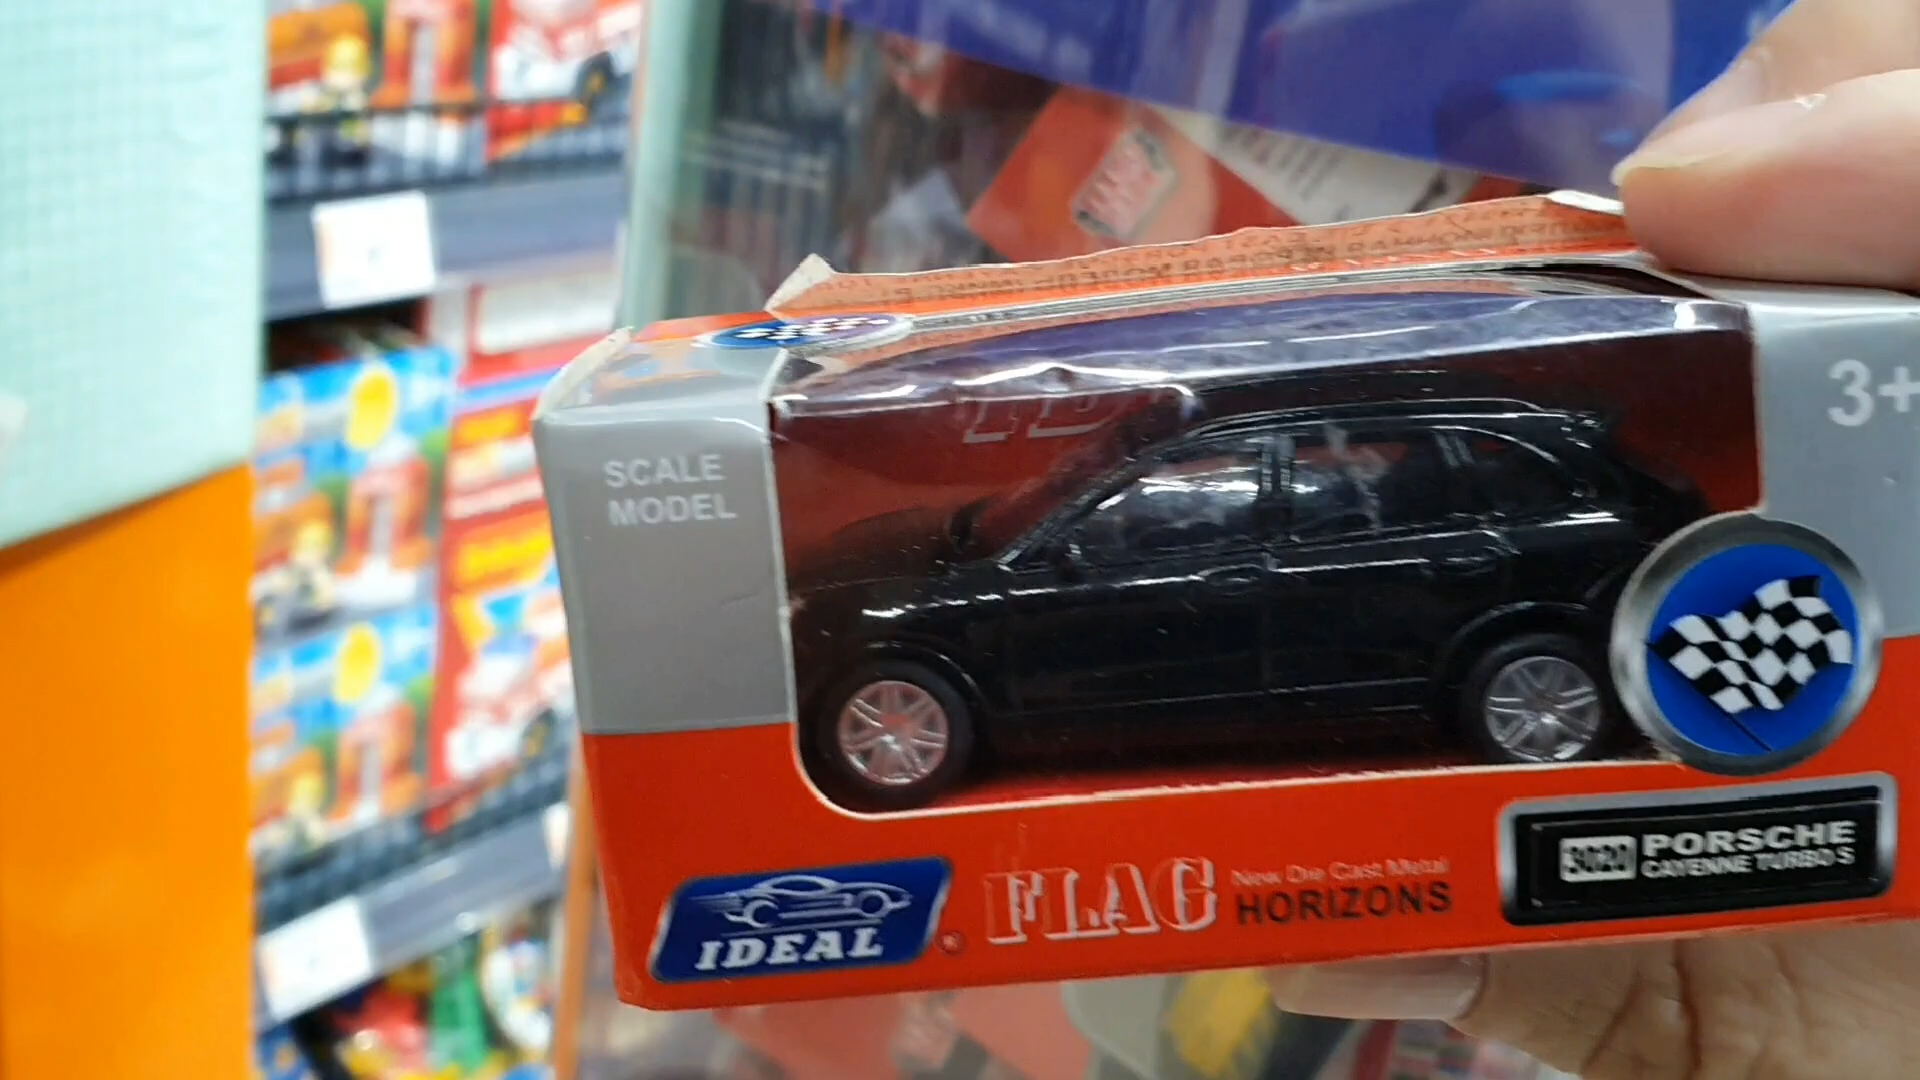 SCALE
MODEL
3+
IDEAL
FLAG
New Die Cast Metal
HORIZONS
PORSCHE
CAYENNE TURBO S